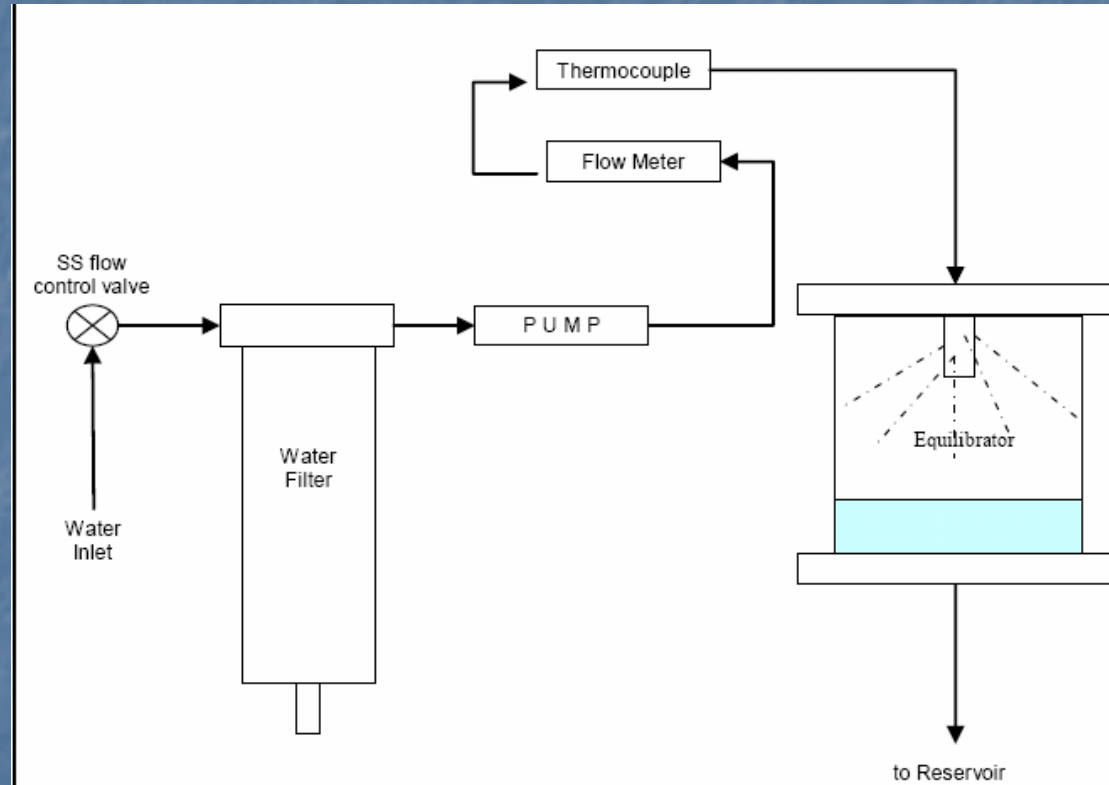 Thermocouple
Flow Meter
SS flow
control valve
P U M P
Equilibrator
Water
Filter
Water
Inlet
to Reservoir